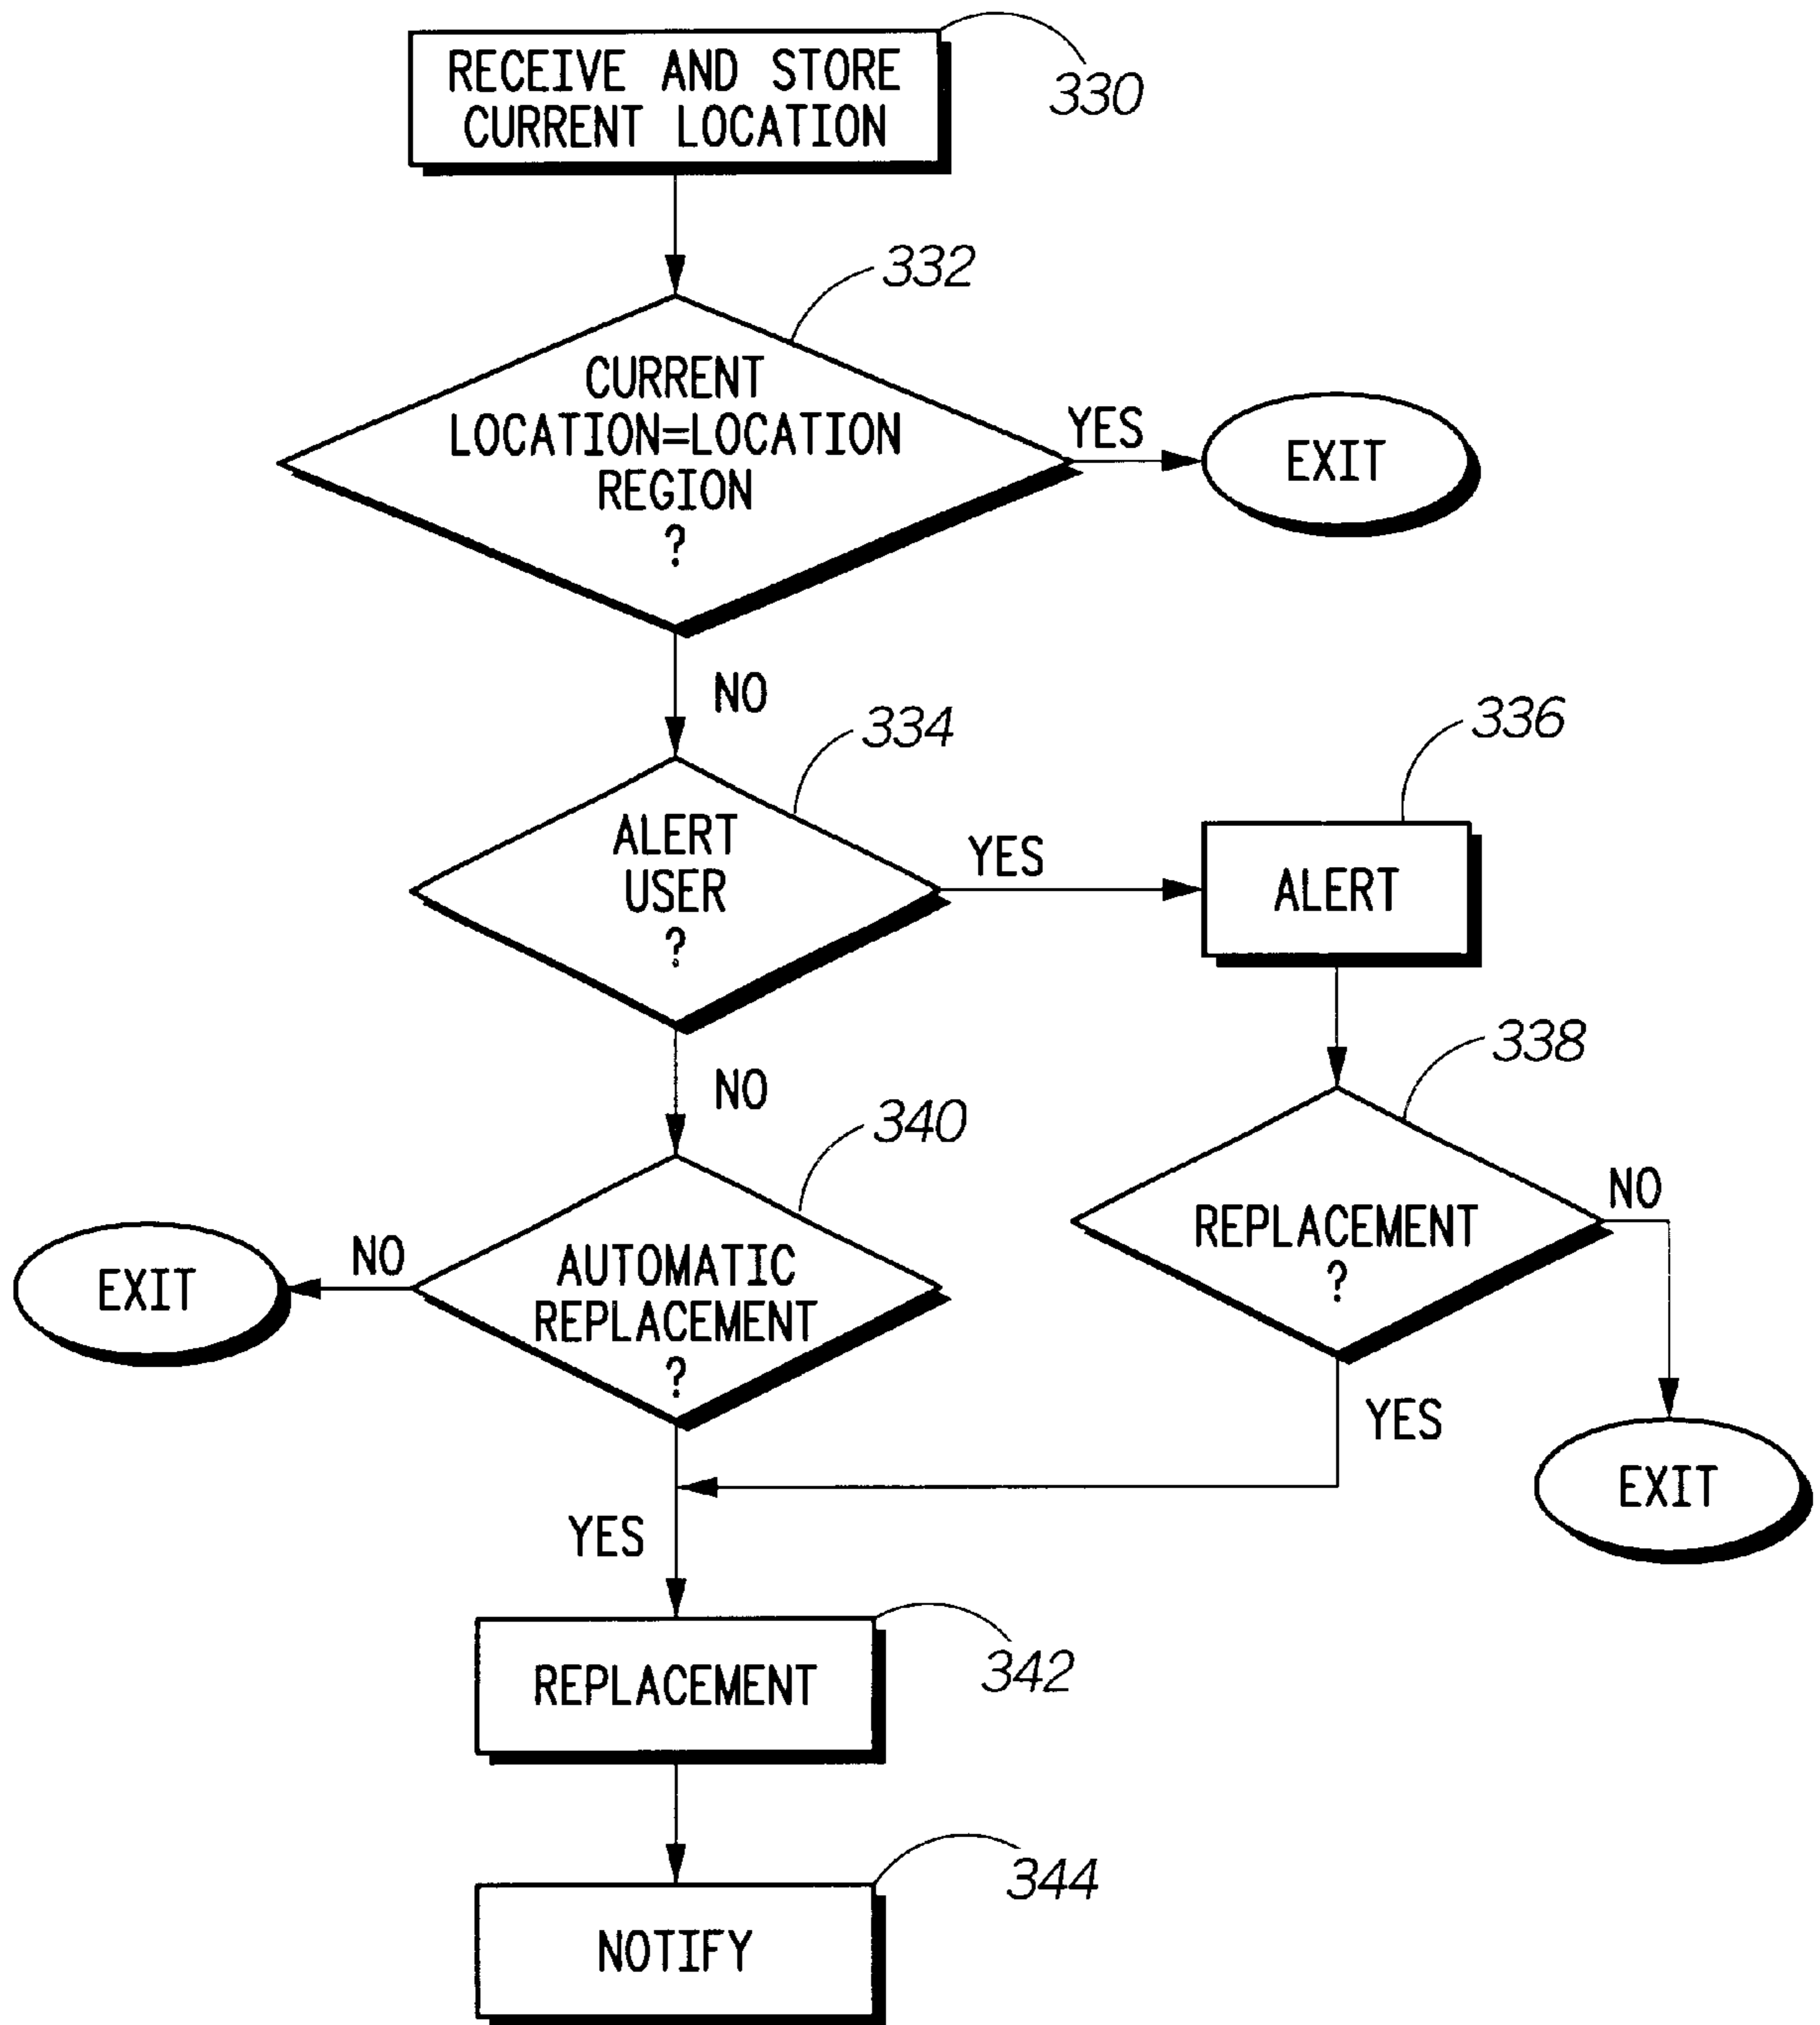 RECEIVE AND STORE
CURRENT LOCATION
330
332
CURRENT
LOCATION=LOCATION
REGION
?
YES
EXIT
NO
334
336
ALERT
USER
?
YES
ALERT
NO
338
340
REPLACEMENT
?
NO
AUTOMATIC
REPLACEMENT
?
NO
EXIT
YES
EXIT
YES
REPLACEMENT
342
344
NOTIFY